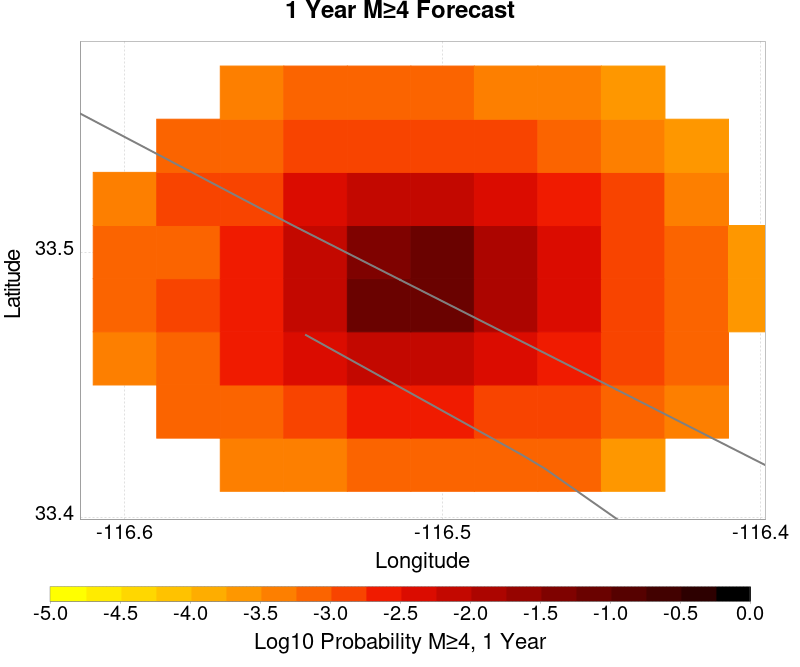 1 Year M≥4 Forecast
Latitude
33.5
33.4
-116.6 -116.5 -116.4
Longitude
-5.0 -4.5 -4.0 -3.5 -3.0 -2.5 -2.0 -1.5 -1.0 -0.5 0.0
Log10 Probability M≥4, 1 Year